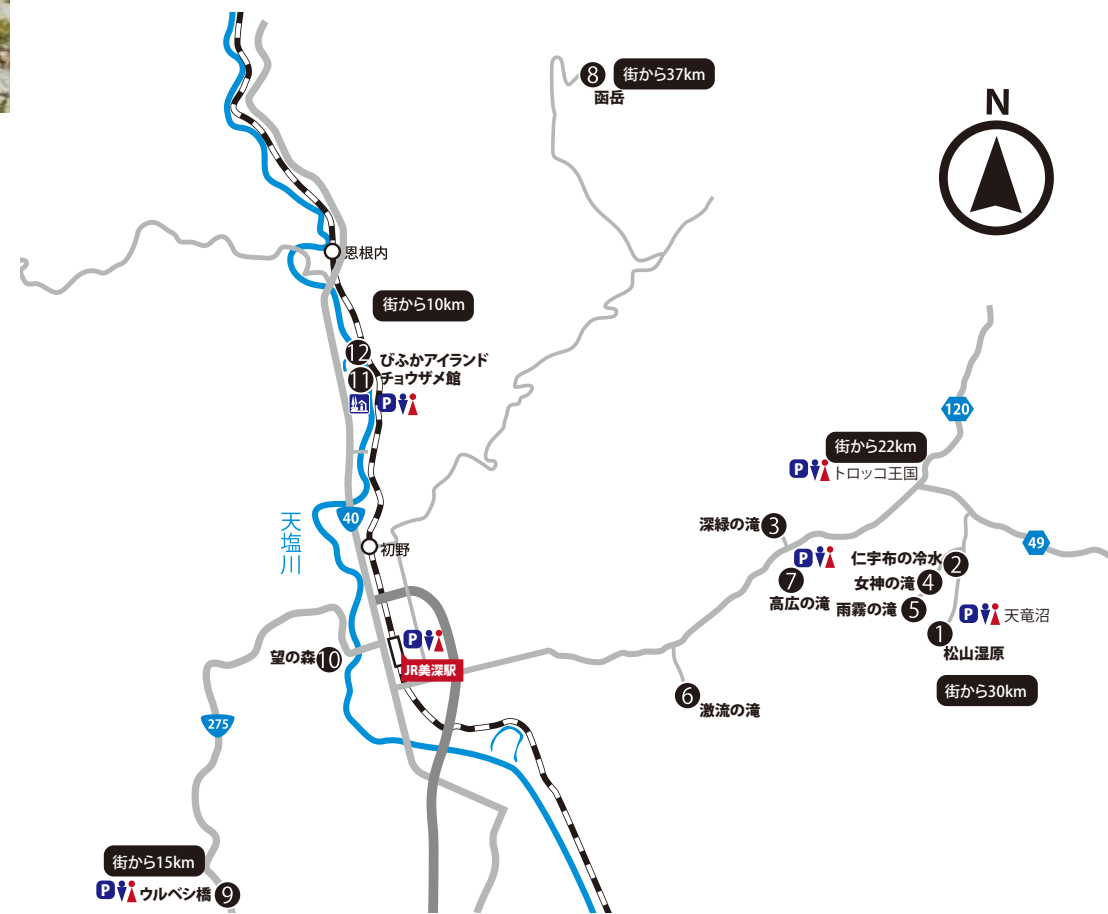 N
8
街から37km
函岳
恩根内
街から10km
12
びふかアイランド
11
チョウザメ館
P
120
街から22km
P
トロッコ王国
天塩川
40
深緑の滝
3
49
初野
P
仁宇布の冷水
2
7
女神の滝
4
高広の滝
雨霧の滝
5
P
天竜沼
1
松山湿原
P
望の森
10
JR美深駅
街から30km
6
激流の滝
275
街から15km
P
ウルベシ橋
9